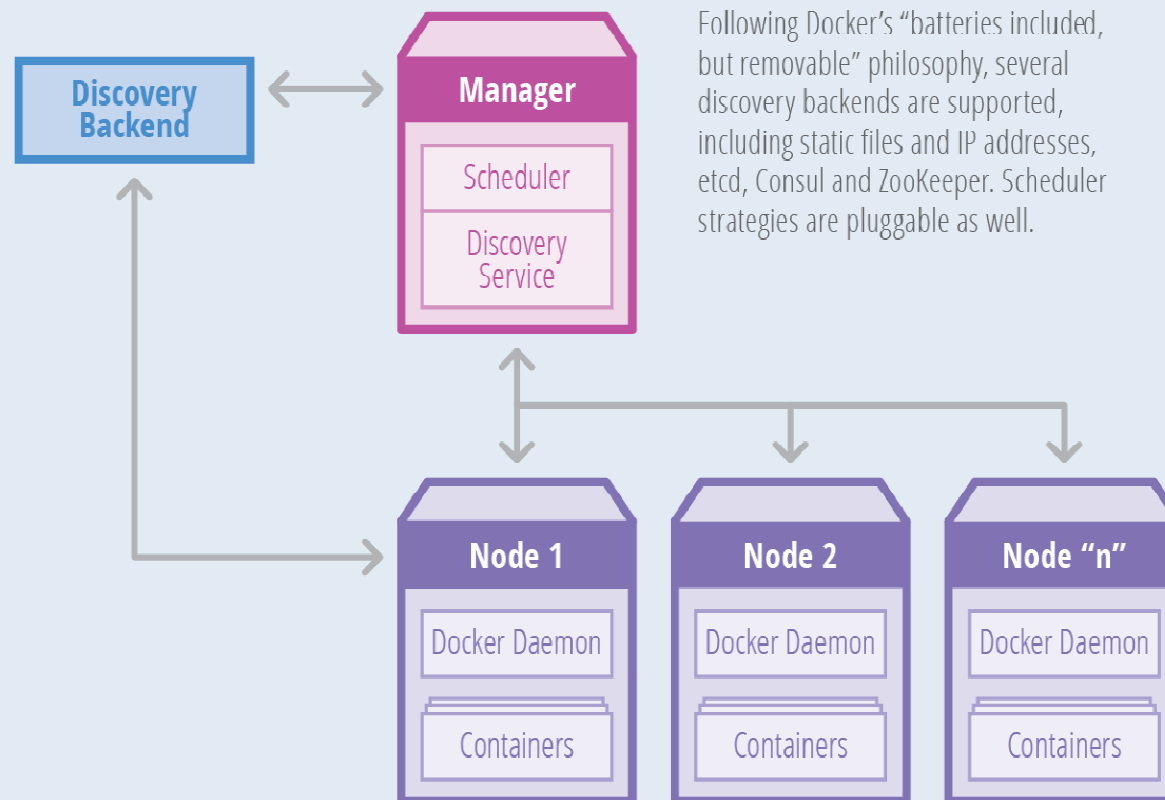 Following Docker’s “batteries included,
but removable” philosophy, several
discovery backends are supported,
including static files and IP addresses,
etcd, Consul and ZooKeeper. Scheduler
strategies are pluggable as well.
Discovery
Backend
Manager
Scheduler
Discovery
Service
Node 1
Node 2
Node “n”
Docker Daemon
Docker Daemon
Docker Daemon
Containers
Containers
Containers